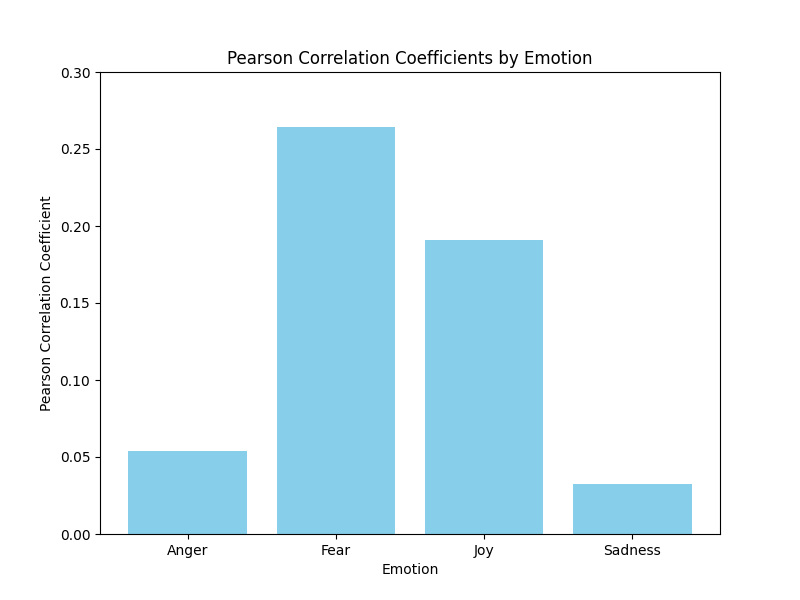 Pearson Correlation Coefficients by Emotion
0.30
0.25
0.20
0.15
0.10
0.05
0.00
Pearson Correlation Coefficient
Anger Fear Joy Sadness
Emotion